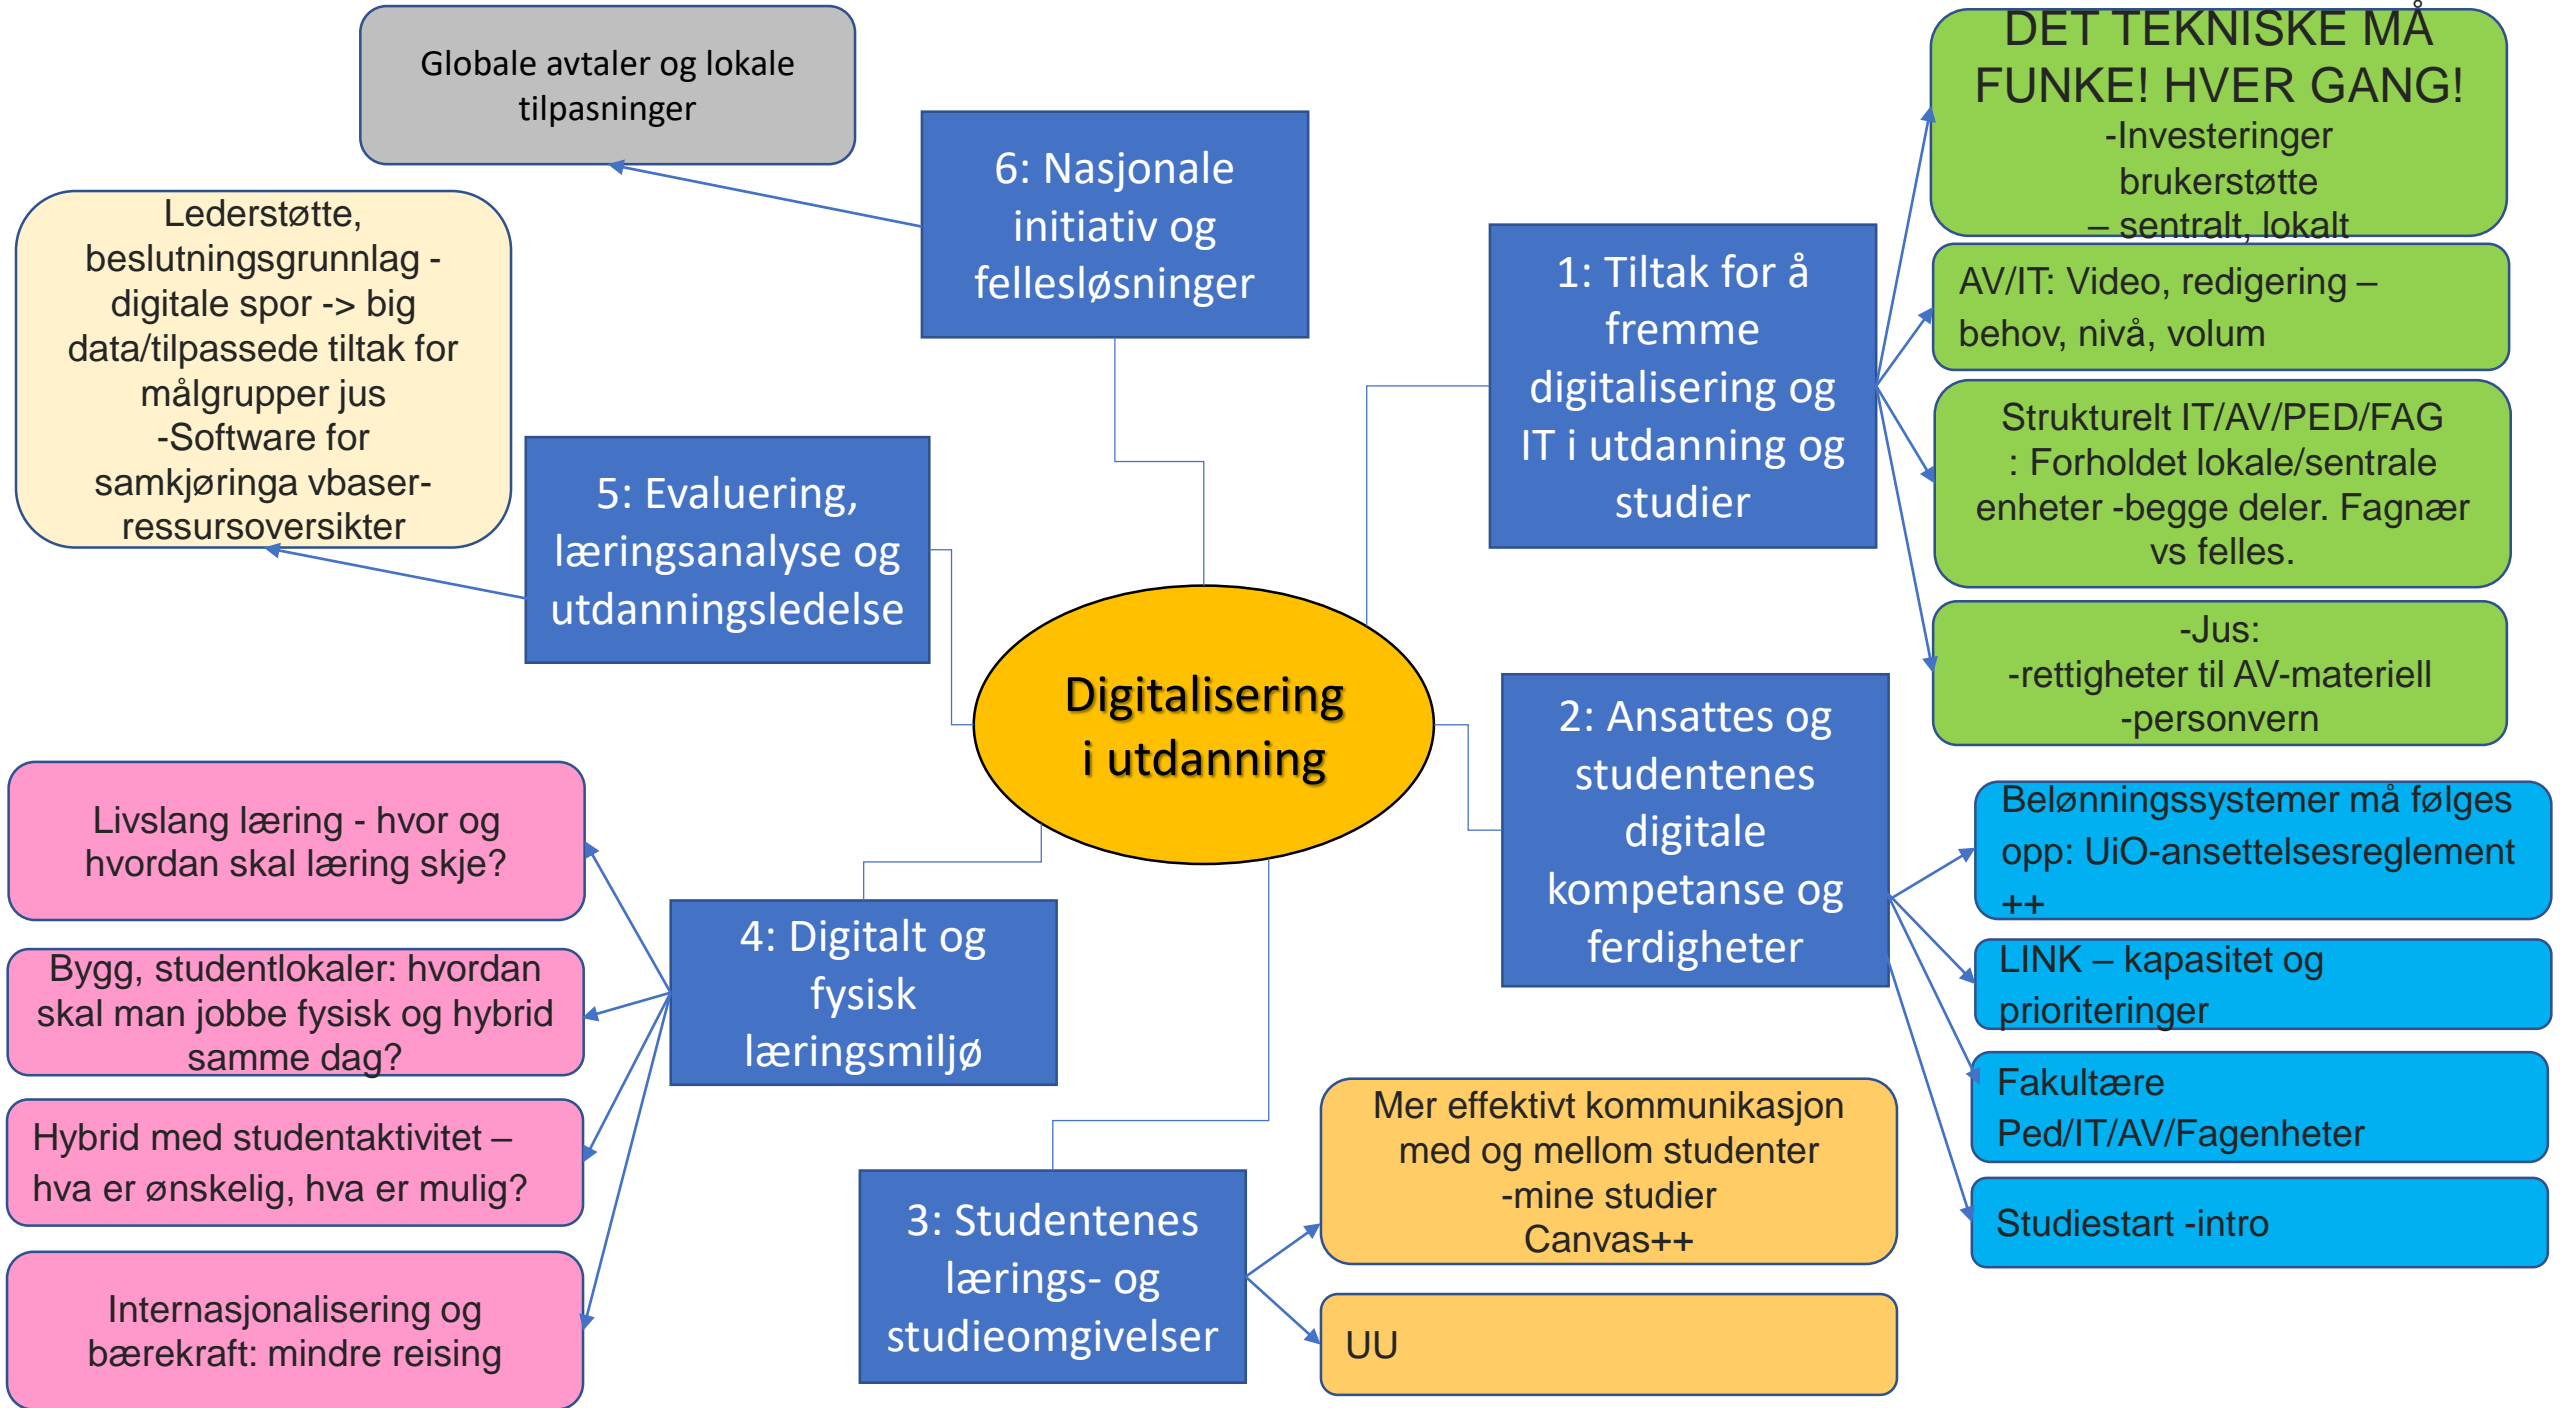 Globale avtaler og lokale
tilpasninger
6: Nasjonale
initiativ og
fellesløsninger
DET TEKNISKE MÅ
FUNKE! HVER GANG!
-Investeringer
brukerstøtte
– sentralt, lokalt
Lederstøtte,
beslutningsgrunnlag -
digitale spor -> big
data/tilpassede tiltak for
målgrupper jus
-Software for
samkjøringa vbaser-
ressursoversikter
1: Tiltak for å
fremme
digitalisering og
IT i utdanning og
studier
AV/IT: Video, redigering –
behov, nivå, volum
Strukturelt IT/AV/PED/FAG
: Forholdet lokale/sentrale
enheter -begge deler. Fagnær
vs felles.
-Jus:
-rettigheter til AV-materiell
-personvern
5: Evaluering,
læringsanalyse og
utdanningsledelse
Digitalisering
i utdanning
2: Ansattes og
studentenes
digitale
kompetanse og
ferdigheter
Belønningssystemer må følges
opp: UiO-ansettelsesreglement
++
LINK – kapasitet og
prioriteringer
Fakultære
Ped/IT/AV/Fagenheter
Studiestart -intro
Livslang læring - hvor og
hvordan skal læring skje?
Bygg, studentlokaler: hvordan
skal man jobbe fysisk og hybrid
samme dag?
Hybrid med studentaktivitet –
hva er ønskelig, hva er mulig?
Internasjonalisering og
bærekraft: mindre reising
4: Digitalt og
fysisk
læringsmiljø
3: Studentenes
lærings- og
studieomgivelser
Mer effektivt kommunikasjon
med og mellom studenter
-mine studier
Canvas++
UU